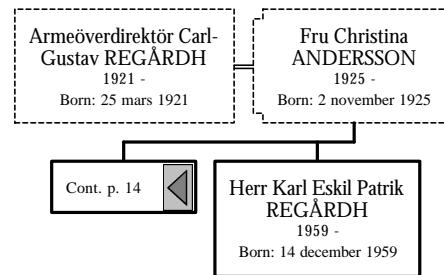 Armeöverdirektör Carl-
Gustav REGÅRDH
1921 -
Born: 25 mars 1921
Fru Christina
ANDERSSON
1925 -
Born: 2 november 1925
Cont. p. 14
Herr Karl Eskil Patrik
REGÅRDH
1959 -
Born: 14 december 1959